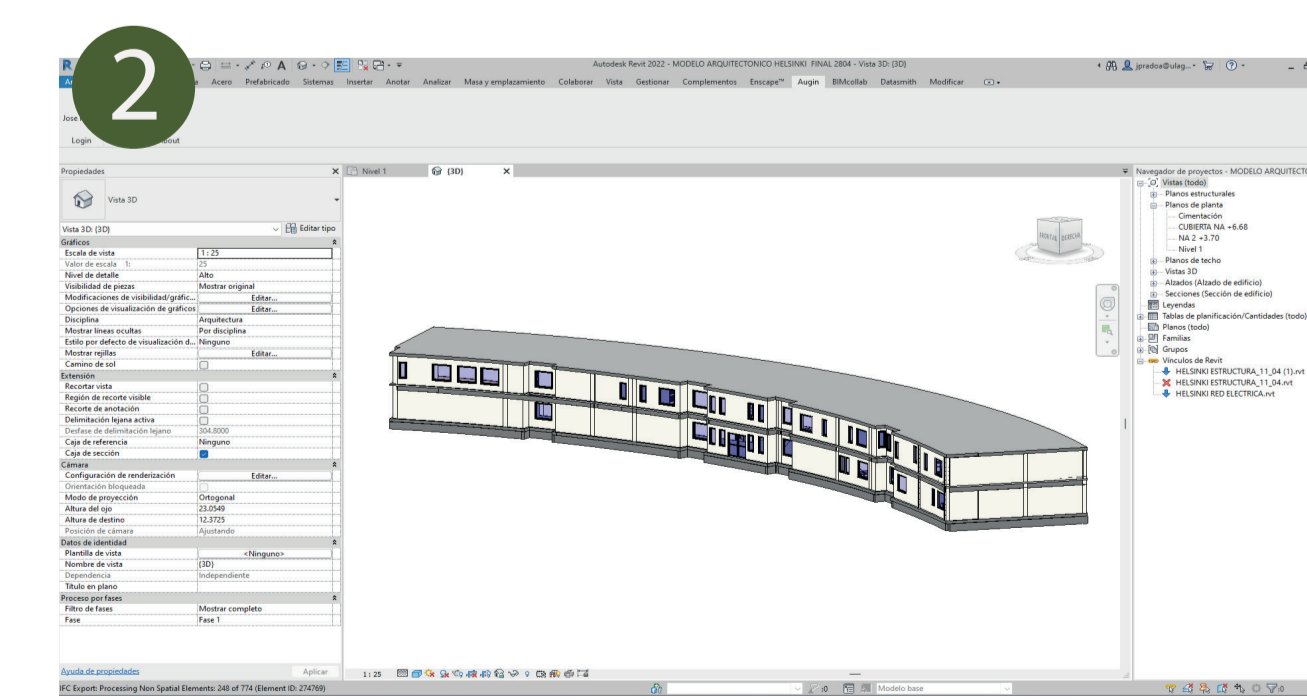 2
R
Autodesk Revit 2022 - MODELO ARQUITECTONICO HELSINKI FINAL 2804 - Vista 3D: {3D}
jpradoa@ulag...
Acero Prefabricado Sistemas Insertar Anotar Analizar Masa y emplazamiento Colaborar Vista Gestionar Complementos Enscape™ Augin BIMcollab Datasmith Modificar
Jose
Login
Propiedades
Nivel 1
{3D}
Navegador de proyectos - MODELO ARQUITECTO
Vista 3D
Vista 3D: {3D}
Editar tipo
Gráficos
Escala de vista 1 : 25
Valor de escala 1: 25
Nivel de detalle Alto
Visibilidad de piezas Mostrar original
Modificaciones de visibilidad/gráfic... Editar...
Opciones de visualización de gráficos Editar...
Disciplina Arquitectura
Mostrar líneas ocultas Por disciplina
Estilo por defecto de visualización d... Ninguno
Mostrar rejillas Editar...
Camino de sol
Extensión
Recortar vista
Región de recorte visible
Recorte de anotación
Delimitación lejana activa
Desfase de delimitación lejano 304.8000
Caja de referencia Ninguno
Caja de sección
Cámara
Configuración de renderización Editar...
Orientación bloqueada
Modo de proyección Ortogonal
Altura del ojo 23.0549
Altura de destino 12.3725
Posición de cámara Ajustando
Datos de identidad
Plantilla de vista <Ninguno>
Nombre de vista {3D}
Dependencia Independiente
Título en plano
Proceso por fases
Filtro de fases Mostrar completo
Fase Fase 1
Ayuda de propiedades
Aplicar
FRONTAL DERECHA
Vistas (todo)
Planos estructurales
Planos de planta
Cimentación
CUBIERTA NA +6.68
NA 2 +3.70
Nivel 1
Planos de techo
Vistas 3D
Alzados (Alzado de edificio)
Secciones (Sección de edificio)
Leyendas
Tablas de planificación/Cantidades (todo)
Planos (todo)
Familias
Grupos
Vínculos de Revit
HELSINKI ESTRUCTURA_11_04 (1).rvt
HELSINKI ESTRUCTURA_11_04.rvt
HELSINKI RED ELECTRICA.rvt
1 : 25
IFC Export: Processing Non Spatial Elements: 248 of 774 (Element ID: 274769)
:0
Modelo base
:0